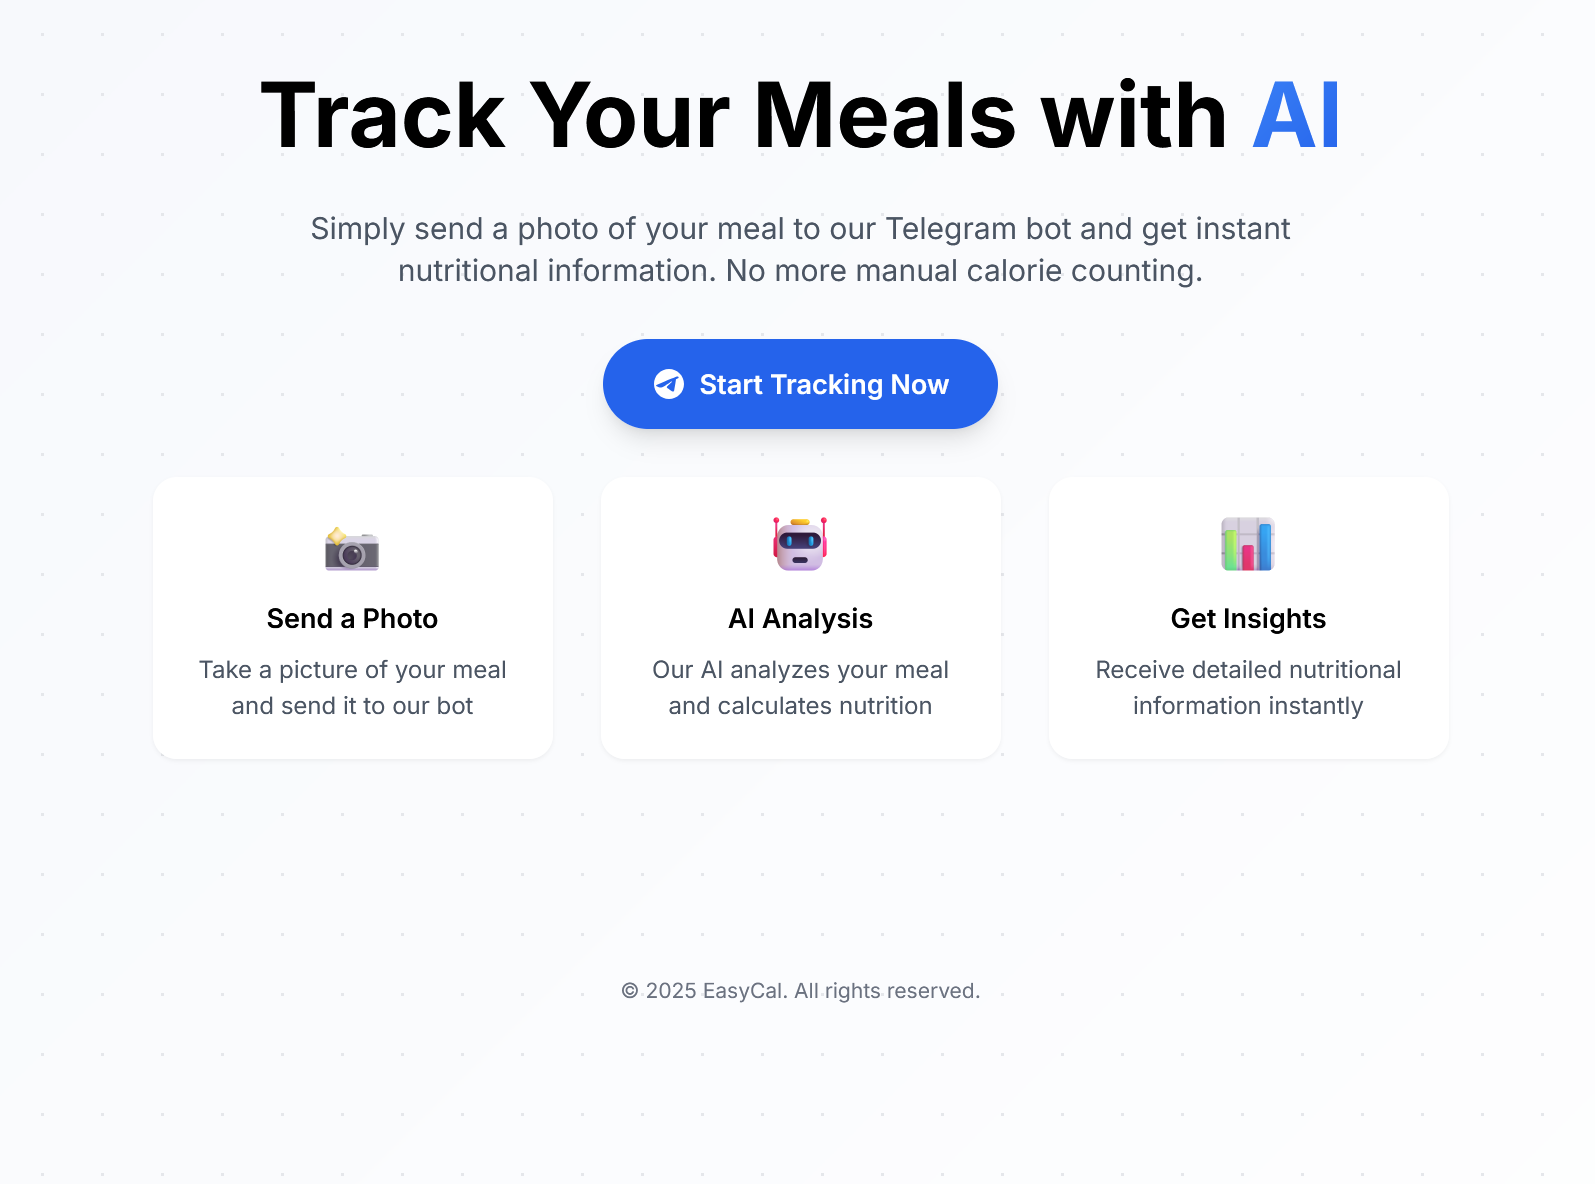 Track Your Meals with AI
Simply send a photo of your meal to our Telegram bot and get instant
nutritional information. No more manual calorie counting.
Start Tracking Now
Send a Photo
Take a picture of your meal
and send it to our bot
AI Analysis
Our AI analyzes your meal
and calculates nutrition
Get Insights
Receive detailed nutritional
information instantly
© 2025 EasyCal. All rights reserved.